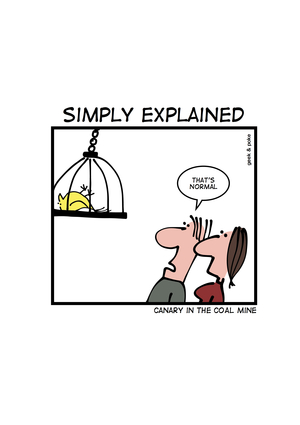 SIMPLY EXPLAINED
geek & poke
THAT'S
NORMAL
CANARY IN THE COAL MINE